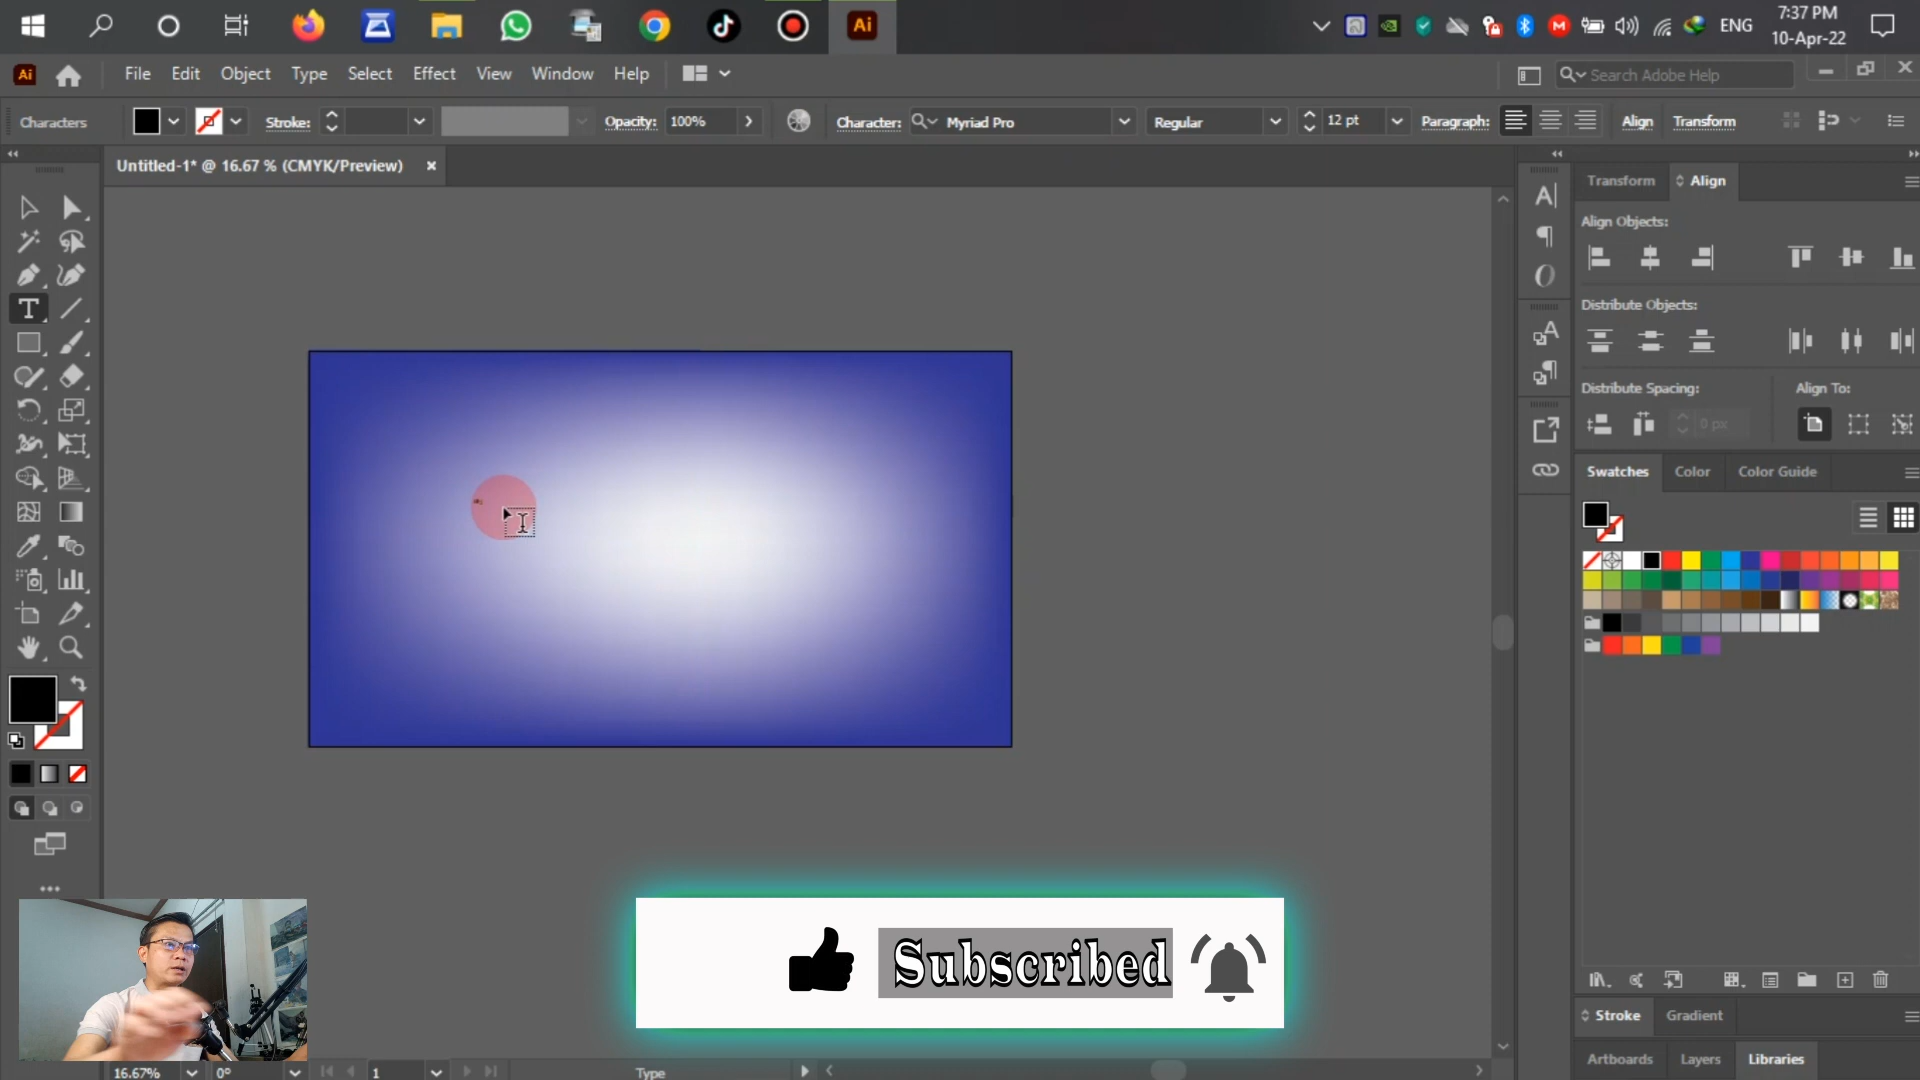 ENG
7:37 PM
10-Apr-22
Ai
File Edit Object Type Select Effect View Window Help
Search Adobe Help
Characters
Stroke:
Opacity: 100%
Character: Myriad Pro
Regular
12 pt
Paragraph:
Align
Transform
Untitled-1* @ 16.67 % (CMYK/Preview)
Transform Align
Align Objects:
Distribute Objects:
Distribute Spacing:
Align To:
0 px
Swatches Color Color Guide
Subscribed
Stroke Gradient
Artboards Layers Libraries
16.67%
0°
1
Type